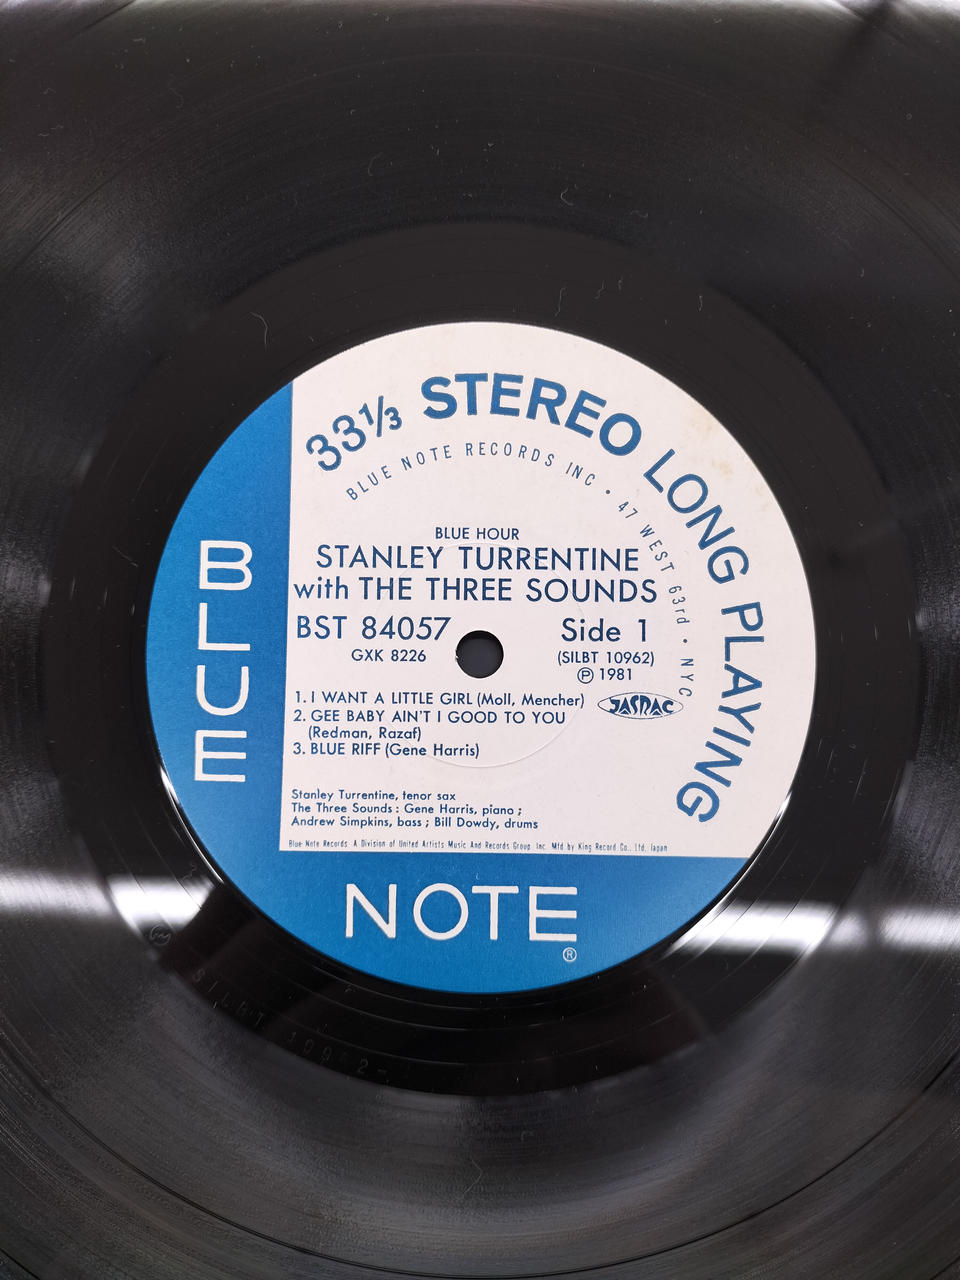 33⅓ STEREO LONG PLAYING
BLUE NOTE RECORDS INC • 47 WEST 63rd • NYC
BLUE HOUR
STANLEY TURRENTINE
with THE THREE SOUNDS
BST 84057
Side 1
GXK 8226
(SILBT 10962)
Ⓟ 1981
JASRAC
1. I WANT A LITTLE GIRL (Moll, Mencher)
2. GEE BABY AIN'T I GOOD TO YOU
(Redman, Razaf)
3. BLUE RIFF (Gene Harris)
Stanley Turrentine, tenor sax
The Three Sounds : Gene Harris, piano ;
Andrew Simpkins, bass ; Bill Dowdy, drums
Blue Note Records A Division of United Artists Music And Records Group Inc. Mfd by King Record Co., Ltd, Japan
BLUE
NOTE
®